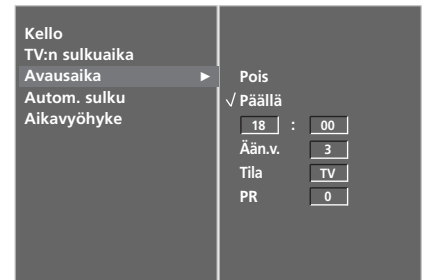 Kello
TV:n sulkuaika
Avausaika ►
Autom. sulku
Aikavyöhyke
Pois
√ Päällä
18 : 00
Ään.v. 3
Tila TV
PR 0